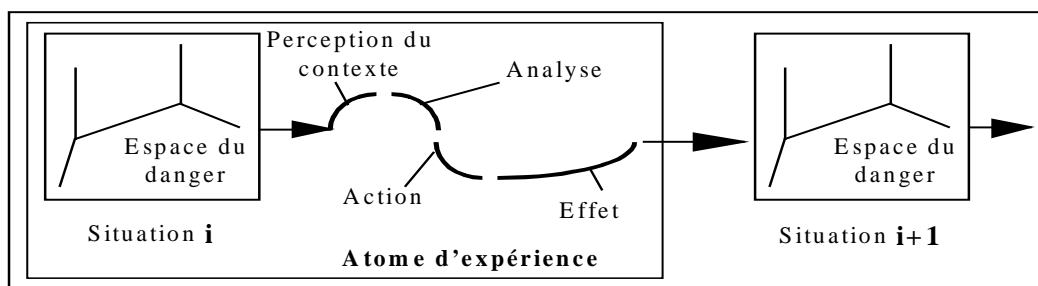 Perception du
contexte
Analyse
Espace du
danger
Action
Effet
Situation i
Atome d'expérience
Espace du
danger
Situation i+1